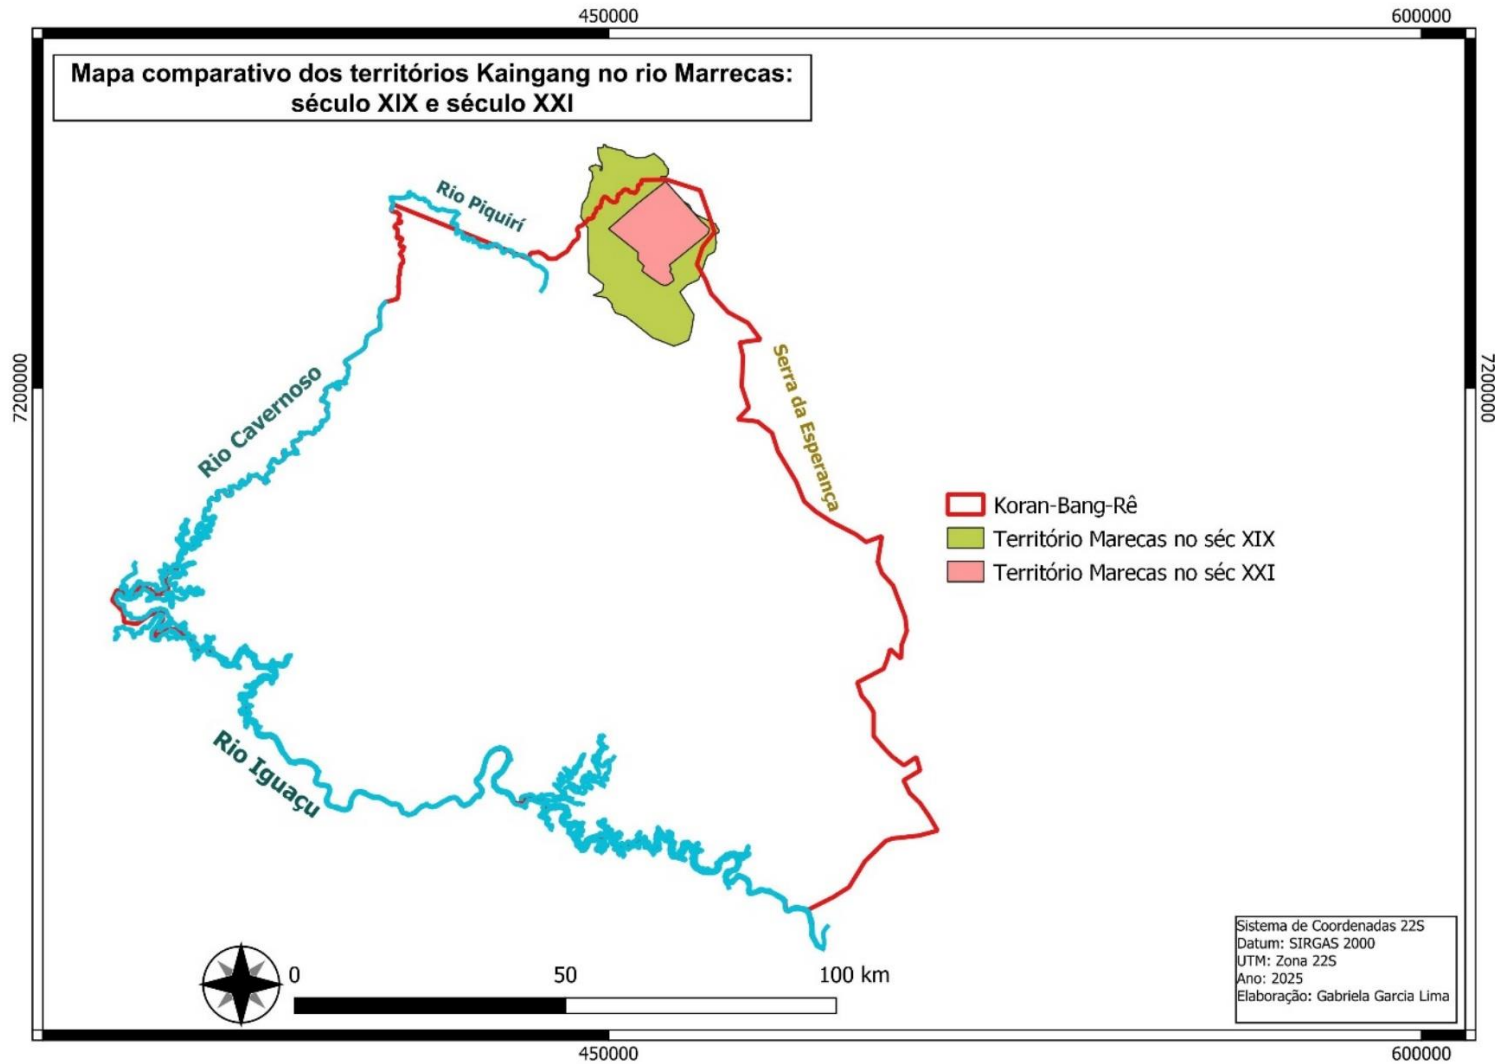 450000
600000
Mapa comparativo dos territórios Kaingang no rio Marrecas:
século XIX e século XXI
Rio Piquirí
7200000
7200000
Rio Cavernoso
Serra da Esperança
Koran-Bang-Rê
Território Marecas no séc XIX
Território Marecas no séc XXI
Rio Iguaçu
0
50
100 km
Sistema de Coordenadas 22S
Datum: SIRGAS 2000
UTM: Zona 22S
Ano: 2025
Elaboração: Gabriela Garcia Lima
450000
600000